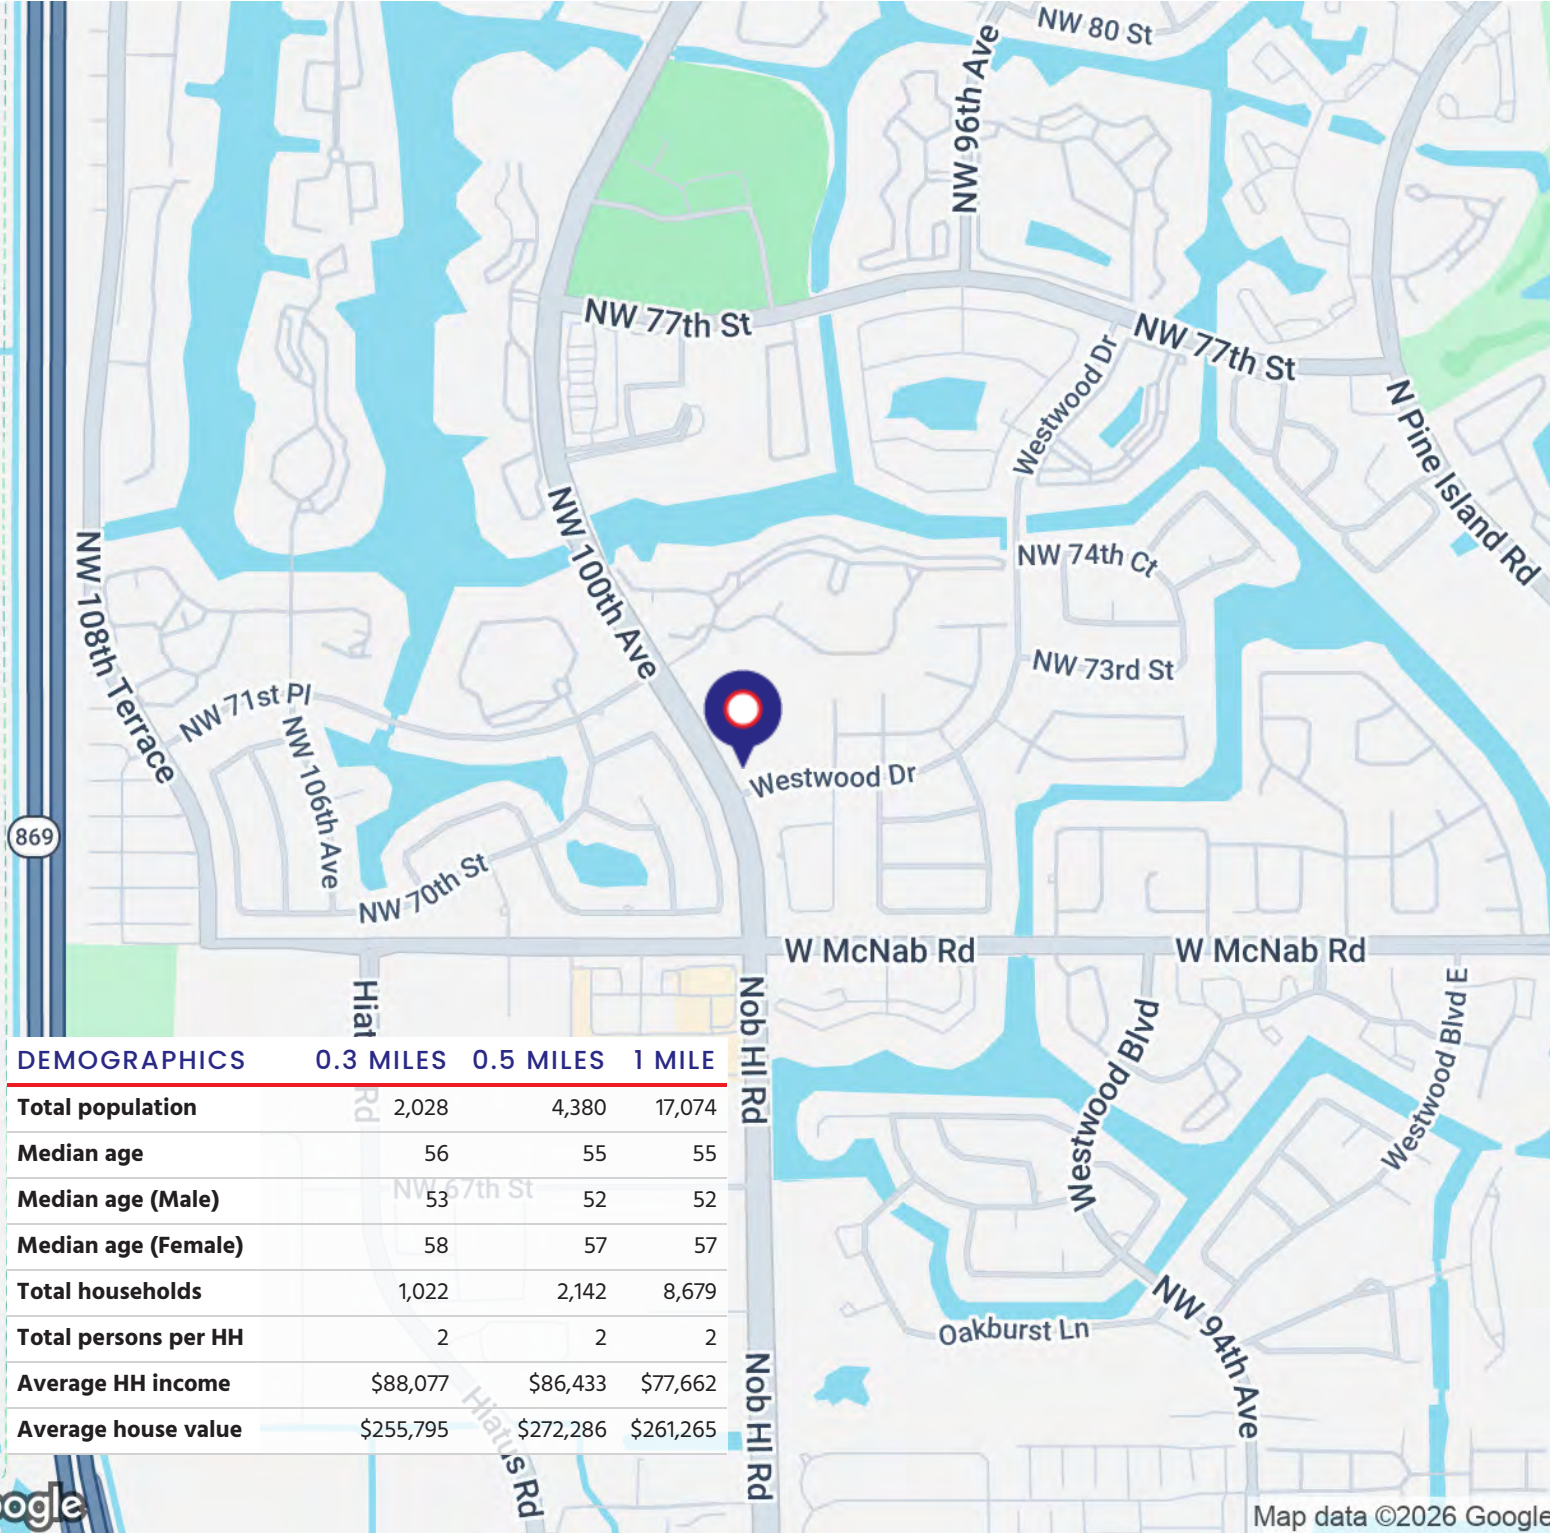 NW 80 St
NW 96th Ave
NW 77th St
NW 77th St
Westwood Dr
N Pine Island Rd
NW 100th Ave
NW 74th Ct
NW 108th Terrace
NW 73rd St
NW 71st Pl
NW 106th Ave
Westwood Dr
869
NW 70th St
W McNab Rd
W McNab Rd
Hiat
Rd
Nob Hl Rd
Westwood Blvd
Westwood Blvd E
DEMOGRAPHICS 0.3 MILES 0.5 MILES 1 MILE
Total population 2,028 4,380 17,074
Median age 56 55 55
NW 67th St
Median age (Male) 53 52 52
Median age (Female) 58 57 57
Total households 1,022 2,142 8,679
Total persons per HH 2 2 2
Average HH income $88,077 $86,433 $77,662
Average house value $255,795 $272,286 $261,265
Oakburst Ln
NW 94th Ave
Nob Hl Rd
Hiatus Rd
ogle
Map data ©2026 Google